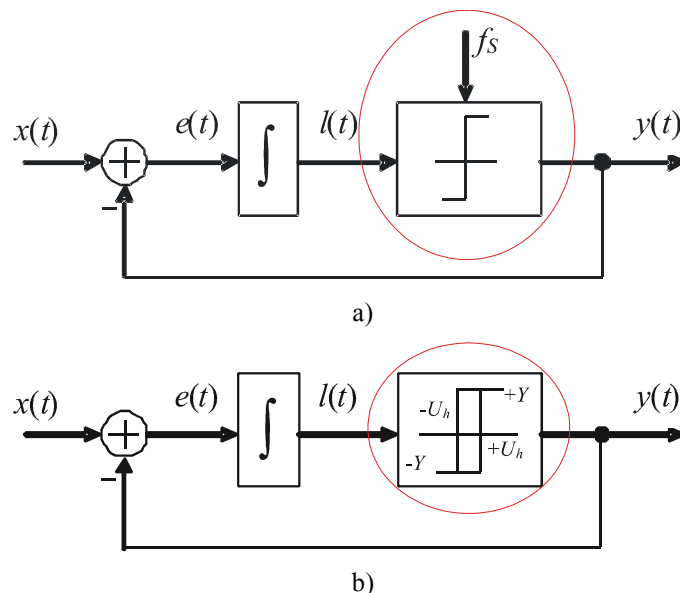 f_S
x(t) e(t) l(t) y(t)
+
−
∫
a)
x(t) e(t) l(t) y(t)
-U_h +Y
+
+U_h
-Y
−
∫
b)